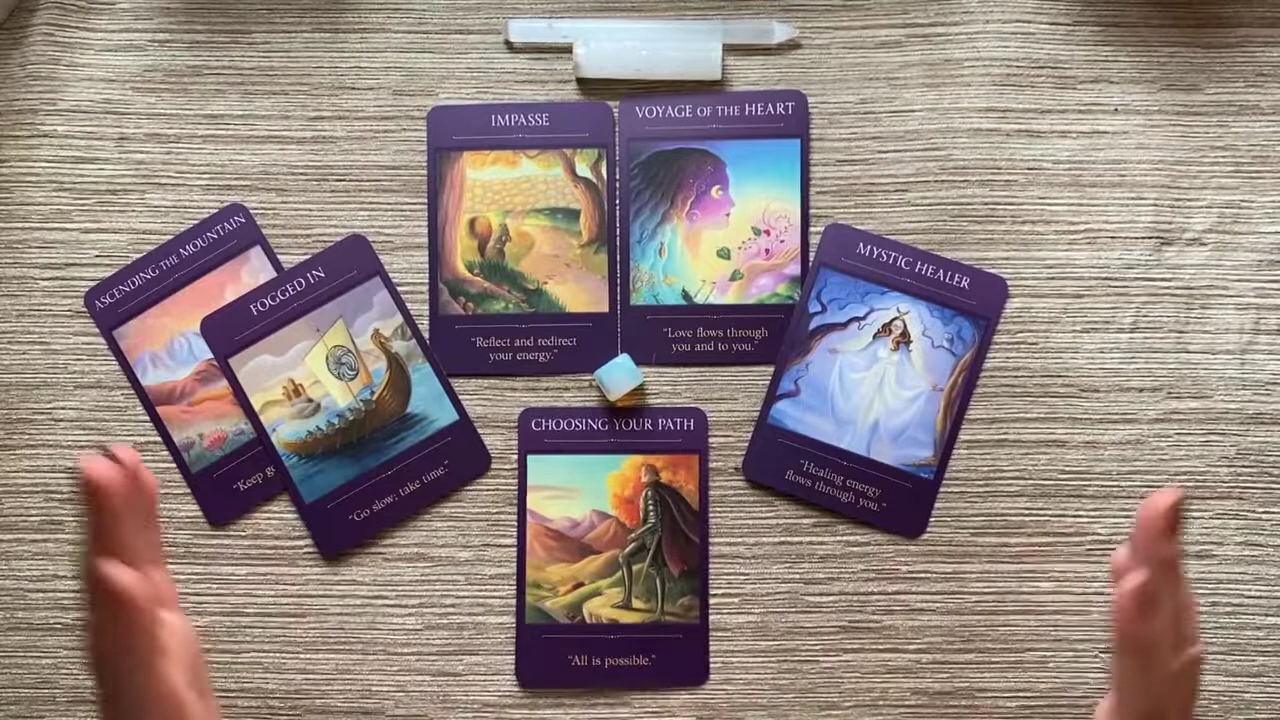 IMPASSE
"Reflect and redirect
your energy."
VOYAGE OF THE HEART
"Love flows through
you and to you."
ASCENDING THE MOUNTAIN
"Keep
FOGGED IN
"Go slow; take time."
MYSTIC HEALER
"Healing energy
flows through you."
CHOOSING YOUR PATH
"All is possible."